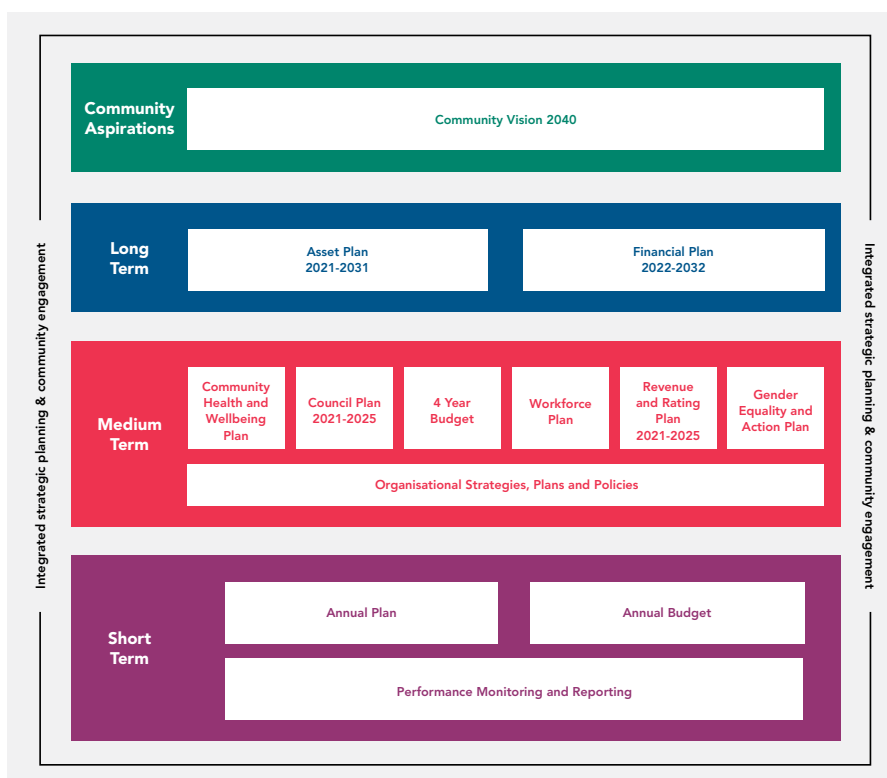 Community
Aspirations
Community Vision 2040
Long
Term
Asset Plan
2021-2031
Financial Plan
2022-2032
Integrated strategic planning & community engagement
Integrated strategic planning & community engagement
Medium
Term
Community
Health and
Wellbeing
Plan
Council Plan
2021-2025
4 Year
Budget
Workforce
Plan
Revenue
and Rating
Plan
2021-2025
Gender
Equality and
Action Plan
Organisational Strategies, Plans and Policies
Short
Term
Annual Plan
Annual Budget
Performance Monitoring and Reporting